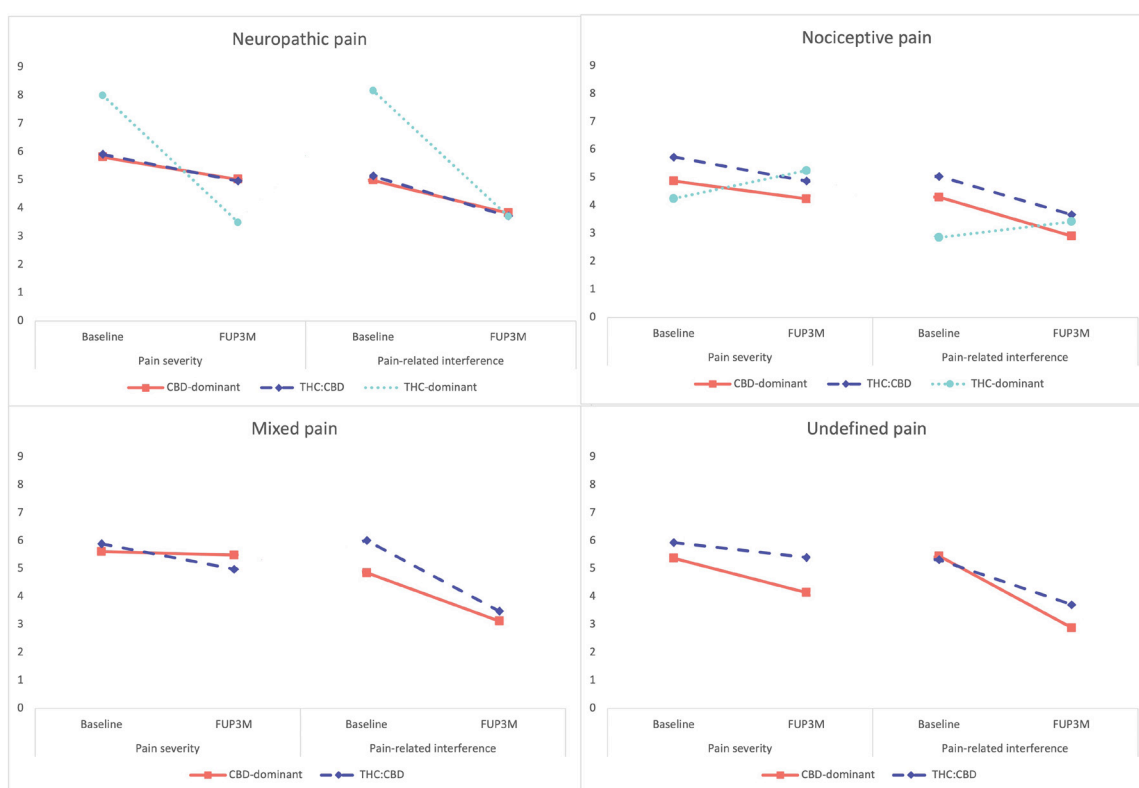 Neuropathic pain
9
8
7
6
5
4
3
2
1
0
Baseline FUP3M Baseline FUP3M
Pain severity Pain-related interference
CBD-dominant THC:CBD THC-dominant
Nociceptive pain
9
8
7
6
5
4
3
2
1
0
Baseline FUP3M Baseline FUP3M
Pain severity Pain-related interference
CBD-dominant THC:CBD THC-dominant
Mixed pain
9
8
7
6
5
4
3
2
1
0
Baseline FUP3M Baseline FUP3M
Pain severity Pain-related interference
CBD-dominant THC:CBD
Undefined pain
9
8
7
6
5
4
3
2
1
0
Baseline FUP3M Baseline FUP3M
Pain severity Pain-related interference
CBD-dominant THC:CBD